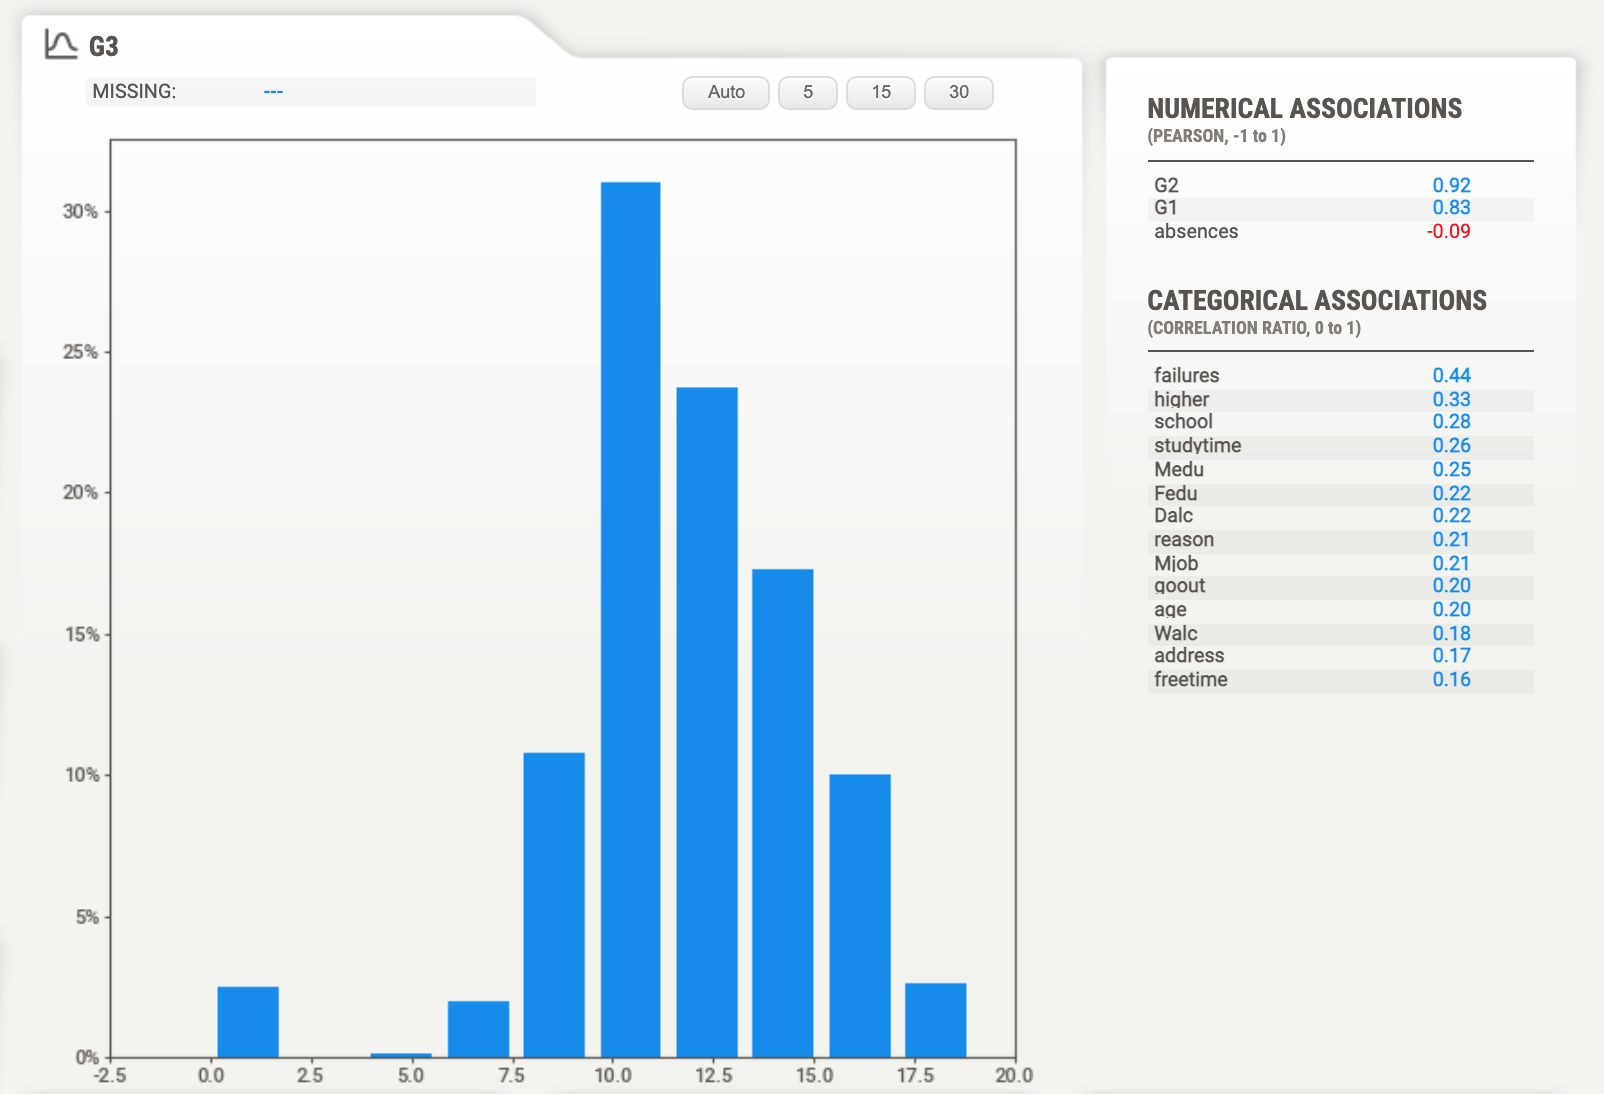 G3
MISSING: ---
Auto 5 15 30
30%
25%
20%
15%
10%
5%
0%
-2.5 0.0 2.5 5.0 7.5 10.0 12.5 15.0 17.5 20.0
NUMERICAL ASSOCIATIONS
(PEARSON, -1 to 1)
G2 0.92
G1 0.83
absences -0.09
CATEGORICAL ASSOCIATIONS
(CORRELATION RATIO, 0 to 1)
failures 0.44
higher 0.33
school 0.28
studytime 0.26
Medu 0.25
Fedu 0.22
Dalc 0.22
reason 0.21
Mjob 0.21
goout 0.20
age 0.20
Walc 0.18
address 0.17
freetime 0.16